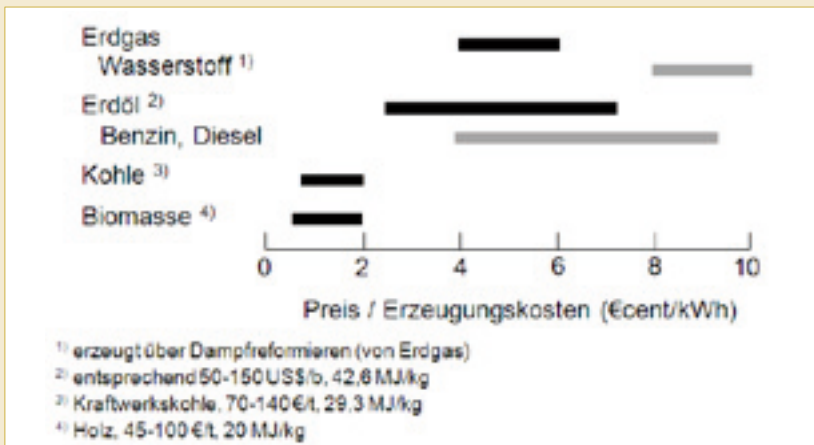 Erdgas
Wasserstoff 1)
Erdöl 2)
Benzin, Diesel
Kohle 3)
Biomasse 4)
0 2 4 6 8 10
Preis / Erzeugungskosten (€cent/kWh)
1) erzeugt über Dampfreformieren (von Erdgas)
2) entsprechend 50-150 US$/b, 42,6 MJ/kg
3) Kraftwerkskohle, 70-140 €/t, 29,3 MJ/kg
4) Holz, 45-100 €/t, 20 MJ/kg